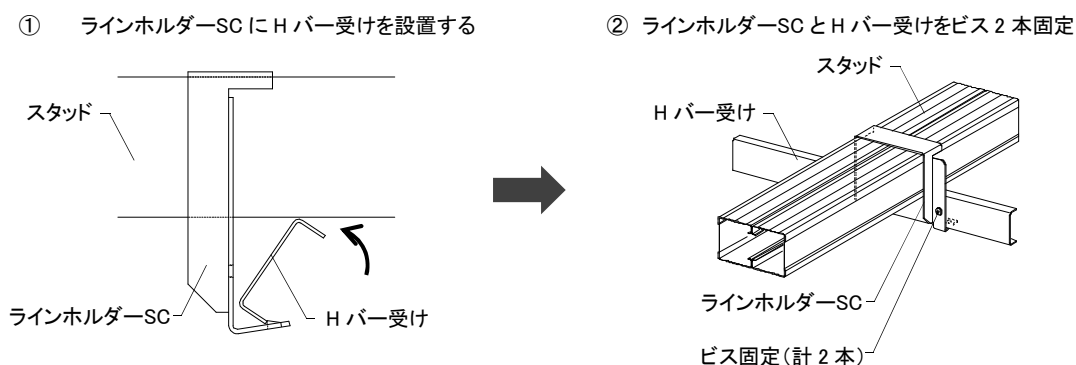 ① ラインホルダーSC に H バー受けを設置する
スタッド
ラインホルダーSC
H バー受け
② ラインホルダーSC と H バー受けをビス 2 本固定
スタッド
H バー受け
ラインホルダーSC
ビス固定(計 2 本)